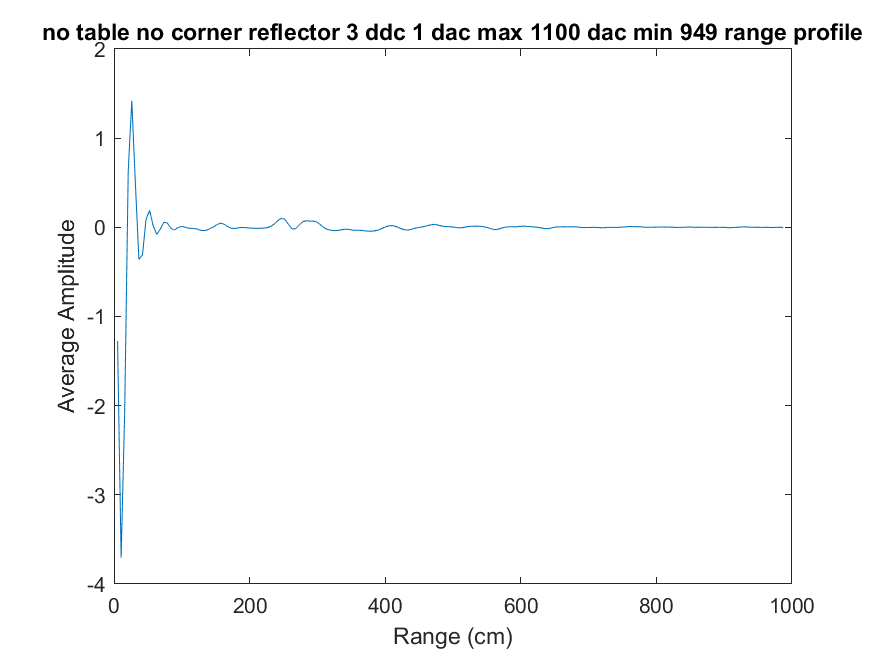 no table no corner reflector 3 ddc 1 dac max 1100 dac min 949 range profile
2
1
0
-1
-2
-3
-4
Average Amplitude
0 200 400 600 800 1000
Range (cm)